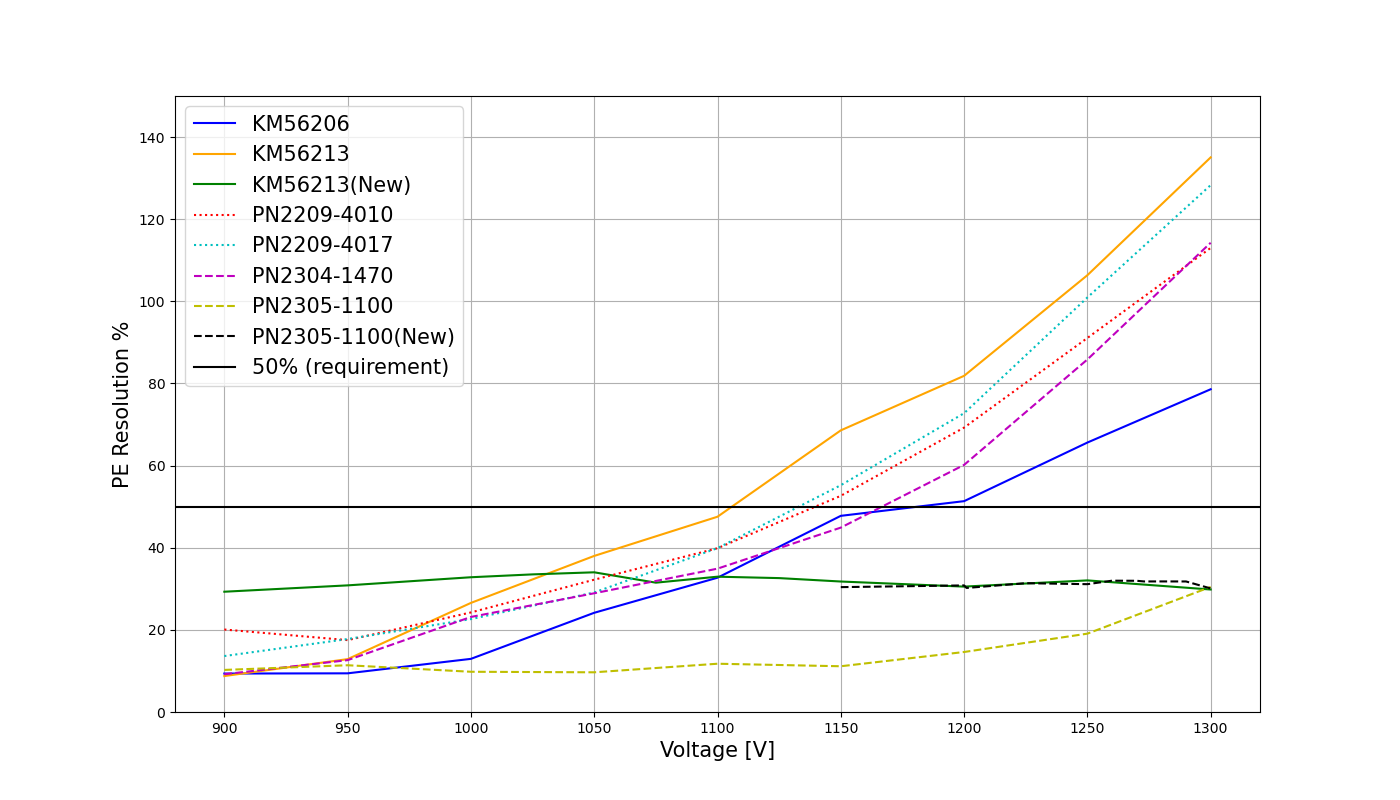 KM56206
KM56213
KM56213(New)
PN2209-4010
PN2209-4017
PN2304-1470
PN2305-1100
PN2305-1100(New)
50% (requirement)
PE Resolution %
140
120
100
80
60
40
20
0
900 950 1000 1050 1100 1150 1200 1250 1300
Voltage [V]